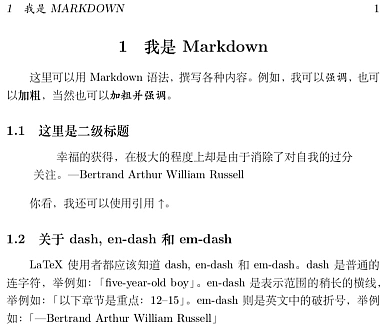 1 我是 MARKDOWN 1
1 我是 Markdown
这里可以用 Markdown 语法，撰写各种内容。例如，我可以强调，也可
以加粗，当然也可以加粗并强调。
1.1 这里是二级标题
幸福的获得，在极大的程度上却是由于消除了对自我的过分
关注。—Bertrand Arthur William Russell
你看，我还可以使用引用 ↑。
1.2 关于 dash, en-dash 和 em-dash
LaTeX 使用者都应该知道 dash, en-dash 和 em-dash。dash 是普通的
连字符，举例如：「five-year-old boy」。en-dash 是表示范围的稍长的横线，
举例如：「以下章节是重点：12–15」。em-dash 则是英文中的破折号，举例
如：「—Bertrand Arthur William Russell」